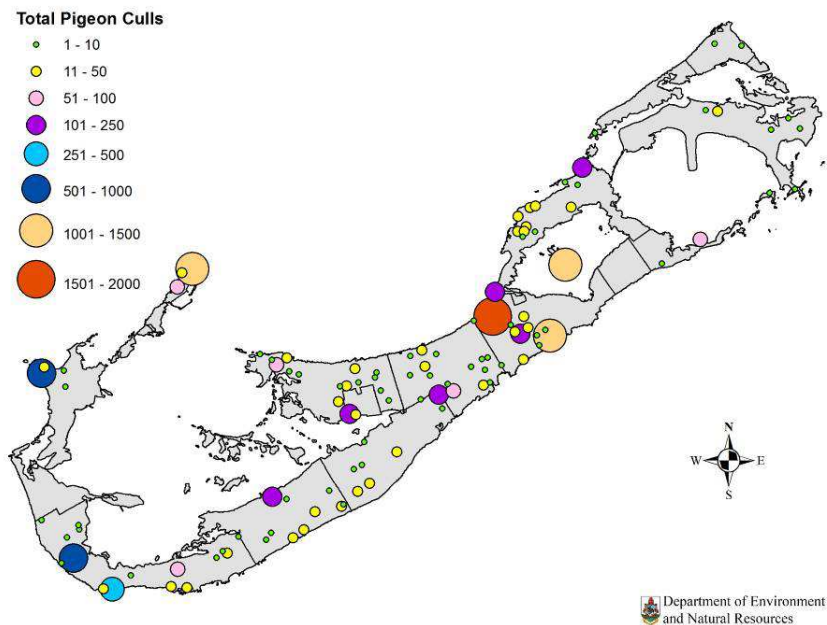 Total Pigeon Culls
1 - 10
11 - 50
51 - 100
101 - 250
251 - 500
501 - 1000
1001 - 1500
1501 - 2000
N
W E
S
Department of Environment
and Natural Resources